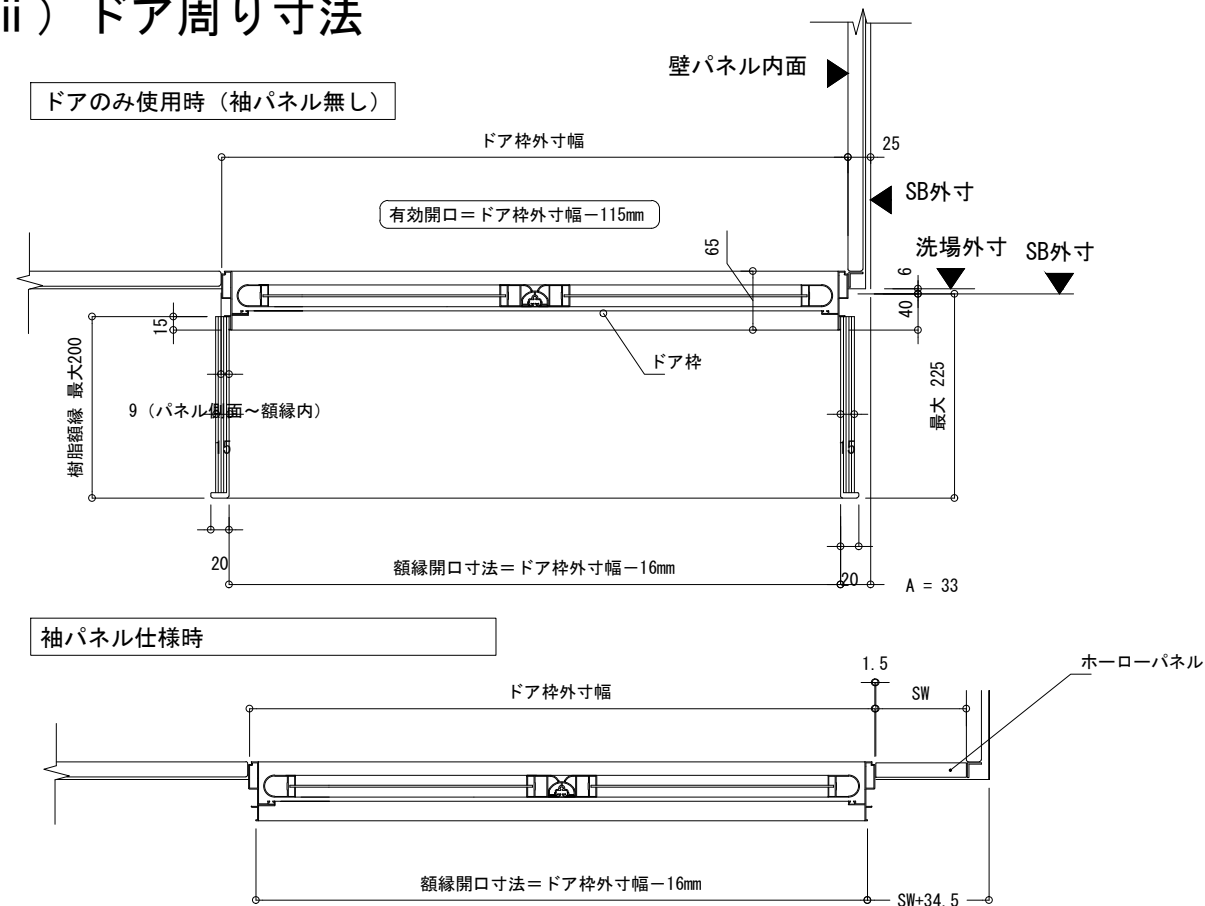 ⅱ）ドア周り寸法
壁パネル内面
ドアのみ使用時（袖パネル無し）
ドア枠外寸幅
25
有効開口＝ドア枠外寸幅－115mm
SB外寸
65
洗場外寸
SB外寸
6
40
15
ドア枠
樹脂額縁 最大200
最大 225
9（パネル側面～額縁内）
15
15
20
額縁開口寸法＝ドア枠外寸幅－16mm
20
A = 33
袖パネル仕様時
ホーローパネル
1.5
ドア枠外寸幅
SW
額縁開口寸法＝ドア枠外寸幅－16mm
SW+34.5